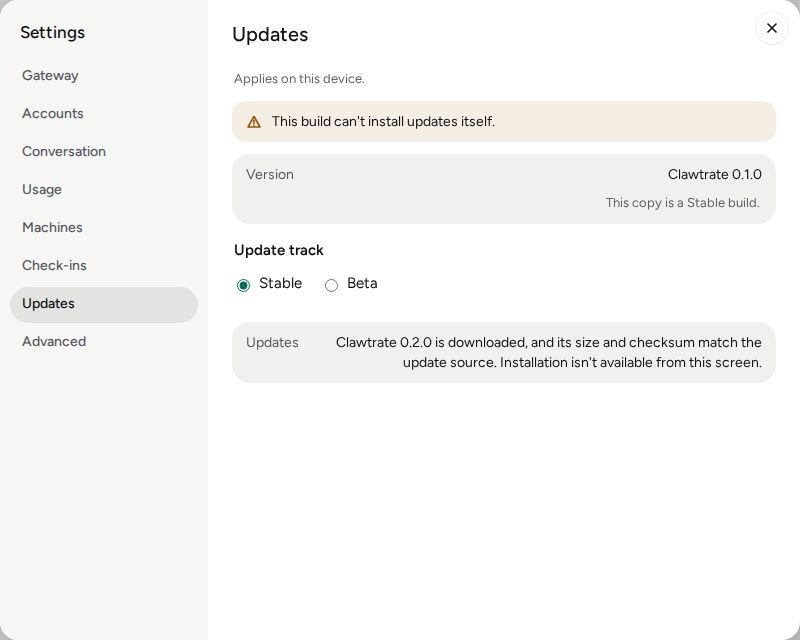 Settings
Gateway
Accounts
Conversation
Usage
Machines
Check-ins
Updates
Advanced
Updates
Applies on this device.
This build can't install updates itself.
Version
Clawtrate 0.1.0
This copy is a Stable build.
Update track
Stable
Beta
Updates
Clawtrate 0.2.0 is downloaded, and its size and checksum match the
update source. Installation isn't available from this screen.